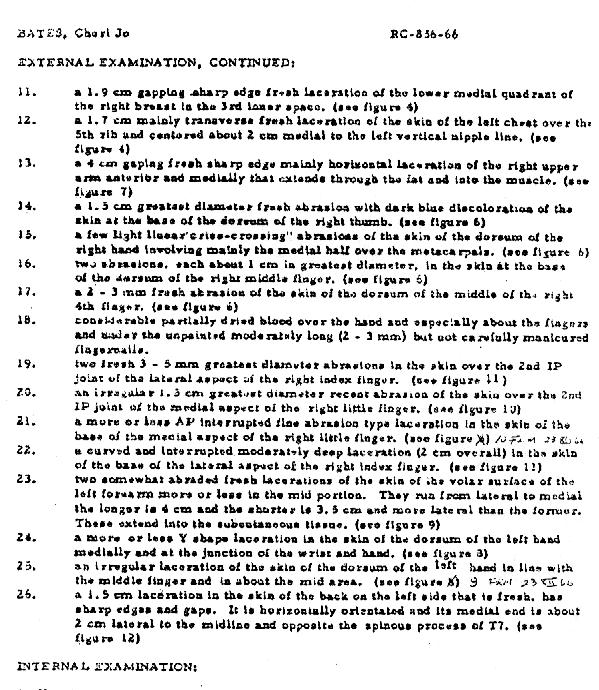 BATES, Cheri Jo RC-836-66
EXTERNAL EXAMINATION, CONTINUED:
11. a 1.9 cm gapping sharp edge fresh laceration of the lower medial quadrant of
the right breast in the 3rd inner space. (see figure 4)
12. a 1.7 cm mainly transverse fresh laceration of the skin of the left chest over the
5th rib and centered about 2 cm medial to the left vertical nipple line. (see
figure 4)
13. a 4 cm gaping fresh sharp edge mainly horizontal laceration of the right upper
arm anterior and medially that extends through the fat and into the muscle. (see
figure 7)
14. a 1.5 cm greatest diameter fresh abrasion with dark blue discoloration of the
skin at the base of the dorsum of the right thumb. (see figure 6)
15. a few light linear "criss-crossing" abrasions of the skin of the dorsum of the
right hand involving mainly the medial half over the metacarpals. (see figure 6)
16. two abrasions, each about 1 cm in greatest diameter, in the skin at the base
of the dorsum of the right middle finger. (see figure 6)
17. a 2 - 3 mm fresh abrasion of the skin of the dorsum of the middle of the right
4th finger. (see figure 6)
18. considerable partially dried blood over the hand and especially about the fingers
and under the unpainted moderately long (2 - 3 mm) but not carefully manicured
fingernails.
19. two fresh 3 - 5 mm greatest diameter abrasions in the skin over the 2nd IP
joint of the lateral aspect of the right index finger. (see figure 11)
20. an irregular 1.5 cm greatest diameter recent abrasion of the skin over the 2nd
IP joint of the medial aspect of the right little finger. (see figure 10)
21. a more or less AP interrupted fine abrasion type laceration in the skin of the
base of the medial aspect of the right little finger. (see figure 10
22. a curved and interrupted moderately deep laceration (2 cm overall) in the skin
of the base of the lateral aspect of the right index finger. (see figure 11)
23. two somewhat abraded fresh lacerations of the skin of the volar surface of the
left forearm more or less in the mid portion. They run from lateral to medial
the longer is 4 cm and the shorter is 3.5 cm and more lateral than the former.
These extend into the subcutaneous tissue. (see figure 9)
24. a more or less Y shape laceration in the skin of the dorsum of the left hand
medially and at the junction of the wrist and hand. (see figure 8)
25. an irregular laceration of the skin of the dorsum of the left hand in line with
the middle finger and in about the mid area. (see figure 9
26. a 1.5 cm laceration in the skin of the back on the left side that is fresh, has
sharp edges and gaps. It is horizontally orientated and its medial end is about
2 cm lateral to the midline and opposite the spinous process of T7. (see
figure 12)
INTERNAL EXAMINATION: